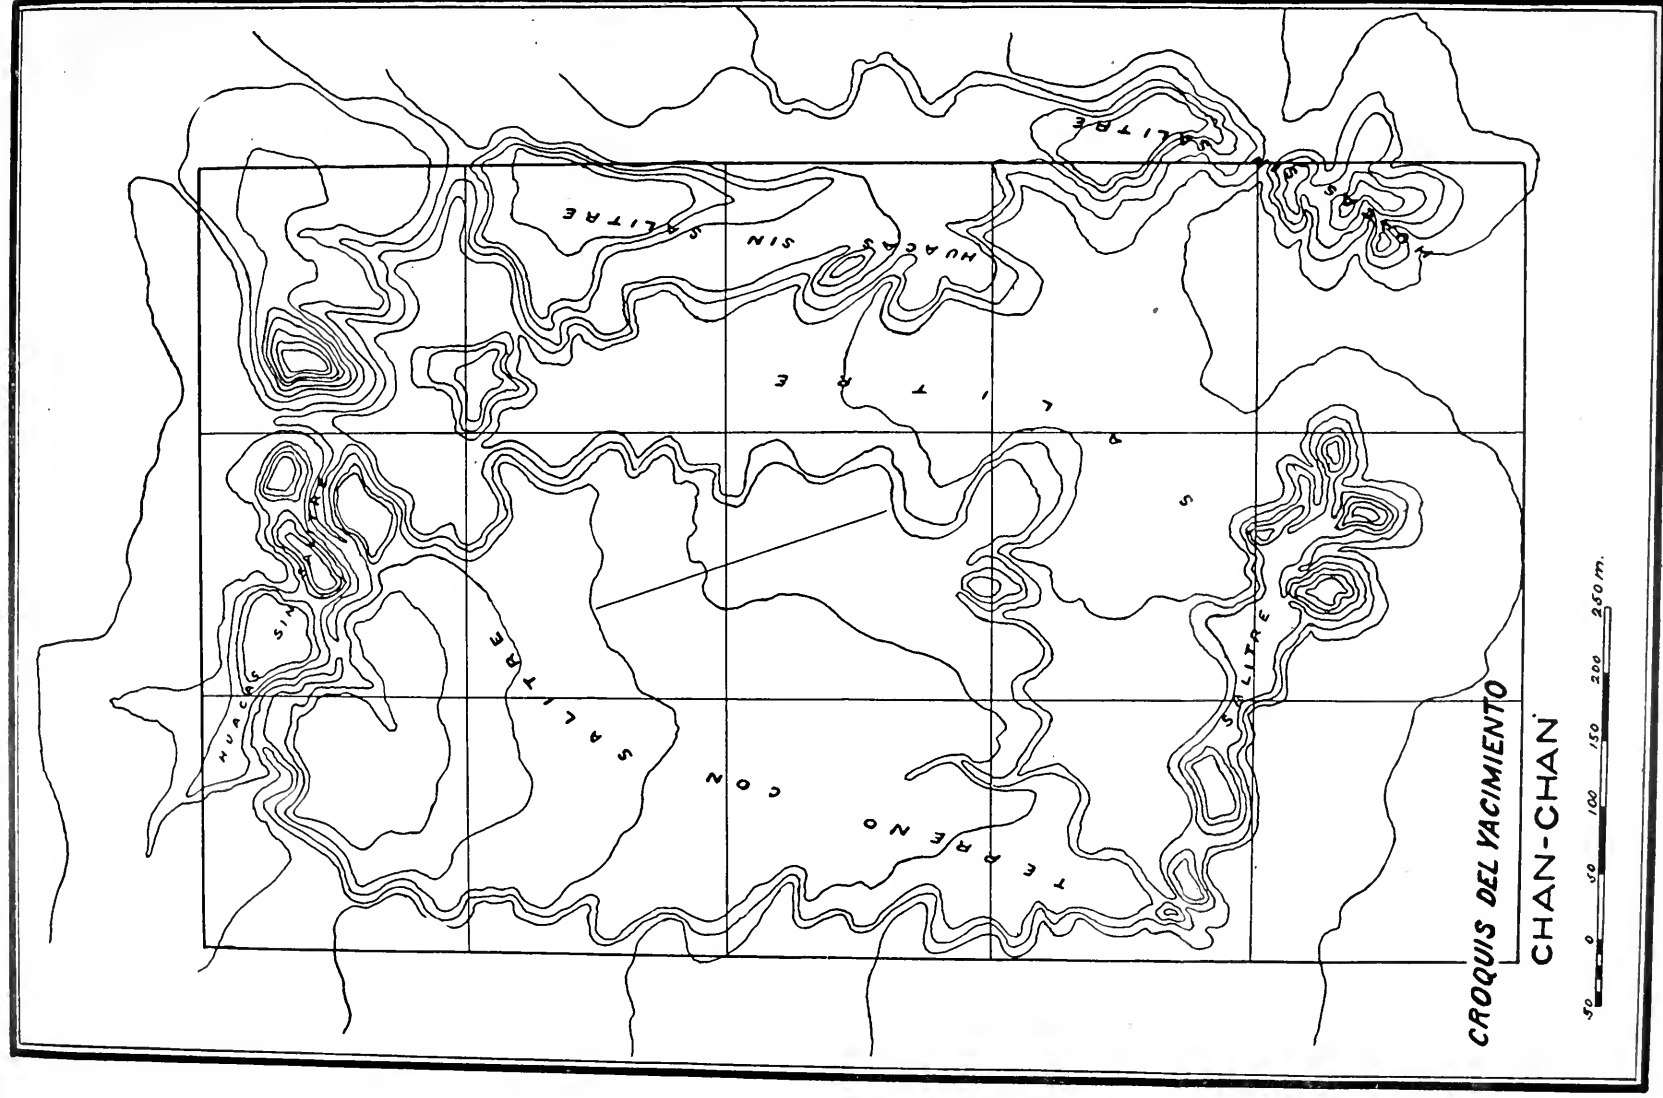 CROQUIS DEL YACIMIENTO
CHAN-CHAN
50 0 50 100 150 200 250 m.
HUACAS SIN SALITRE
HUACAS SIN SALITRE
SALITRE
TERRENO CON SALITRE
SALITRE
SALITRE
HUACAS